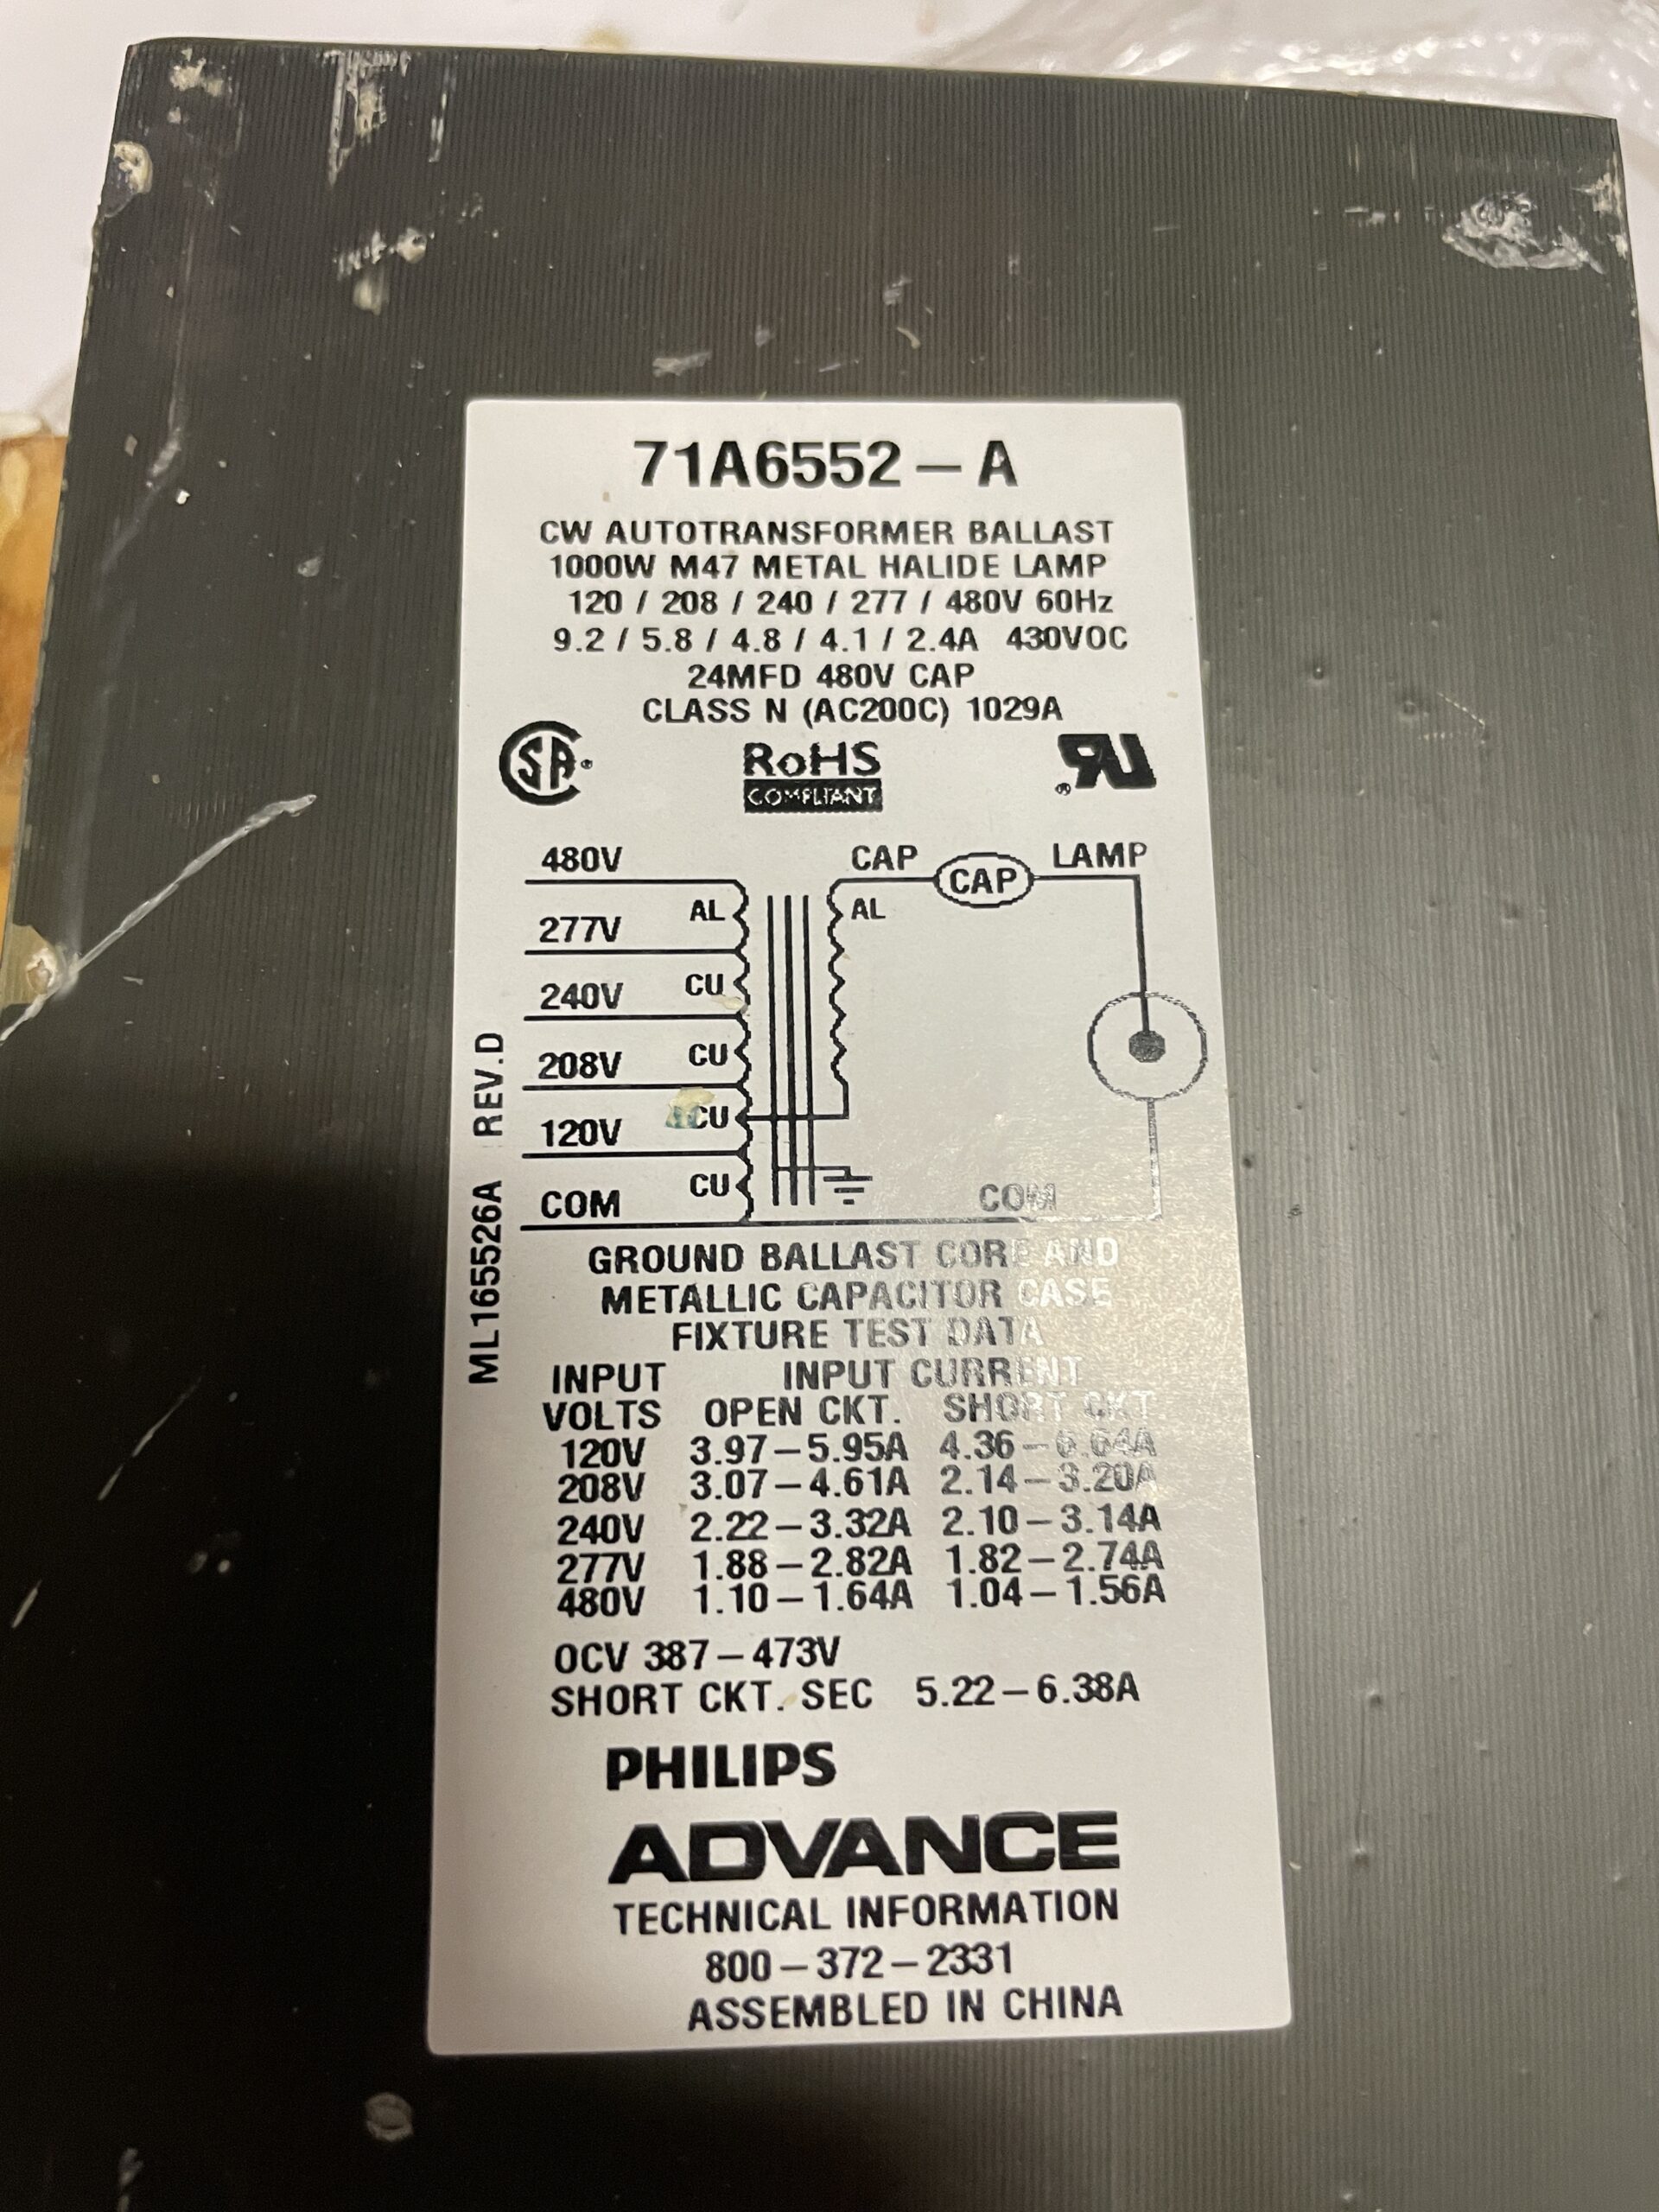 71A6552 – A
CW AUTOTRANSFORMER BALLAST
1000W M47 METAL HALIDE LAMP
120 / 208 / 240 / 277 / 480V 60Hz
9.2 / 5.8 / 4.8 / 4.1 / 2.4A 430VOC
24MFD 480V CAP
CLASS N (AC200C) 1029A
SA
RoHS
COMPLIANT
RU
480V CAP CAP LAMP
AL AL
277V
CU
240V
CU
208V
CU
120V
CU
COM COM
ML165526A REV.D
GROUND BALLAST CORE AND
METALLIC CAPACITOR CASE
FIXTURE TEST DATA
INPUT INPUT CURRENT
VOLTS OPEN CKT. SHORT CKT.
120V 3.97 – 5.95A 4.36 –
208V 3.07 – 4.61A 2.14 – 3.20A
240V 2.22 – 3.32A 2.10 – 3.14A
277V 1.88 – 2.82A 1.82 – 2.74A
480V 1.10 – 1.64A 1.04 – 1.56A
OCV 387 – 473V
SHORT CKT. SEC 5.22 – 6.38A
PHILIPS
ADVANCE
TECHNICAL INFORMATION
800 – 372 – 2331
ASSEMBLED IN CHINA